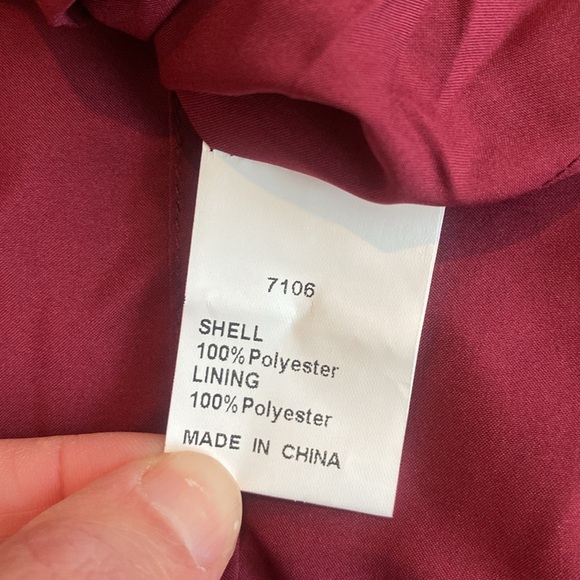 7106
SHELL
100% Polyester
LINING
100% Polyester
MADE IN CHINA